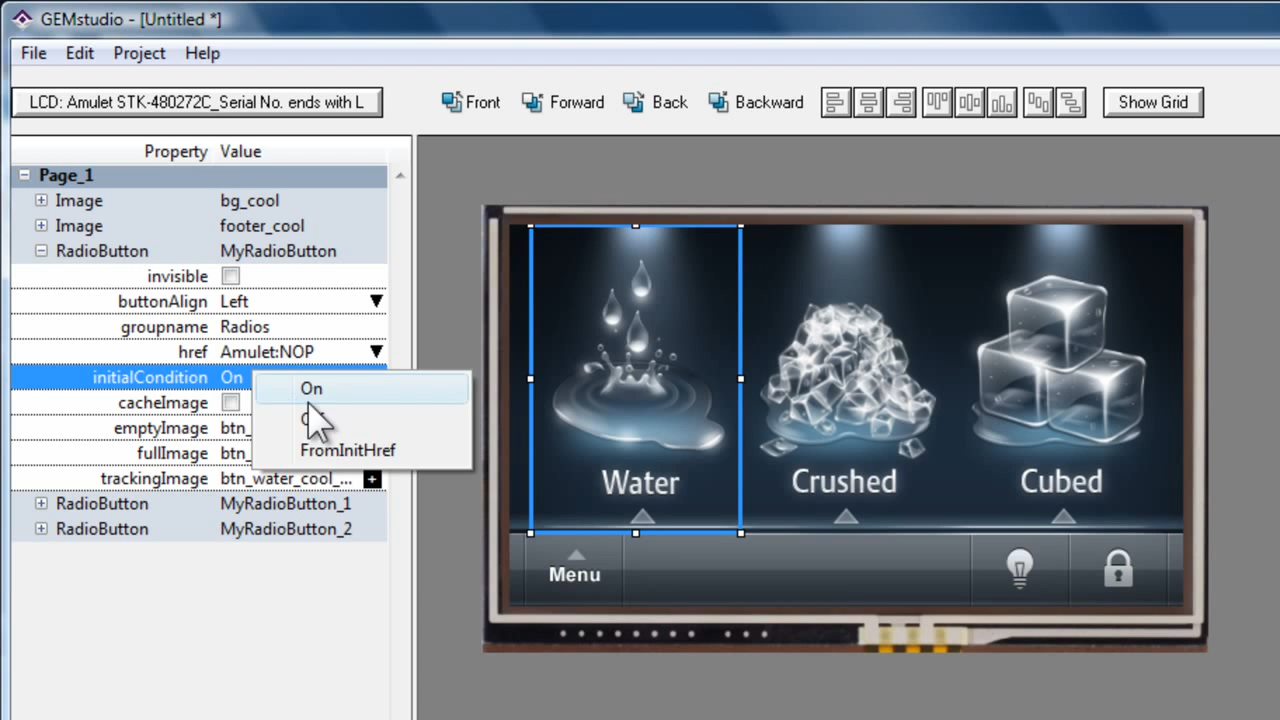 GEMstudio - [Untitled *]
File Edit Project Help
LCD: Amulet STK-480272C_Serial No. ends with L
Front Forward Back Backward
Show Grid
Property Value
Page_1
Image bg_cool
Image footer_cool
RadioButton MyRadioButton
invisible
buttonAlign Left
groupname Radios
href Amulet:NOP
initialCondition On
On
cacheImage
emptyImage btn_
fullImage btn_
FromInitHref
trackingImage btn_water_cool_...
RadioButton MyRadioButton_1
RadioButton MyRadioButton_2
Water
Crushed
Cubed
Menu